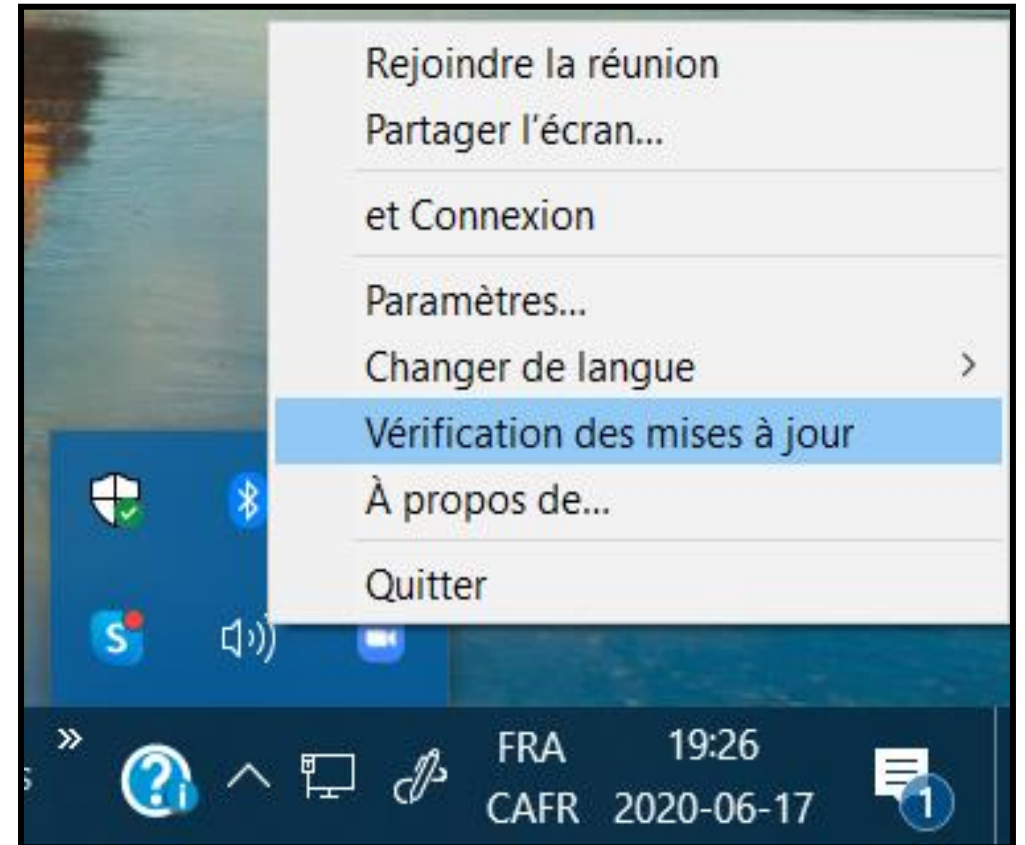 Rejoindre la réunion
Partager l'écran...
et Connexion
Paramètres...
Changer de langue
Vérification des mises à jour
À propos de...
Quitter
S
» FRA 19:26
CAFR 2020-06-17 1